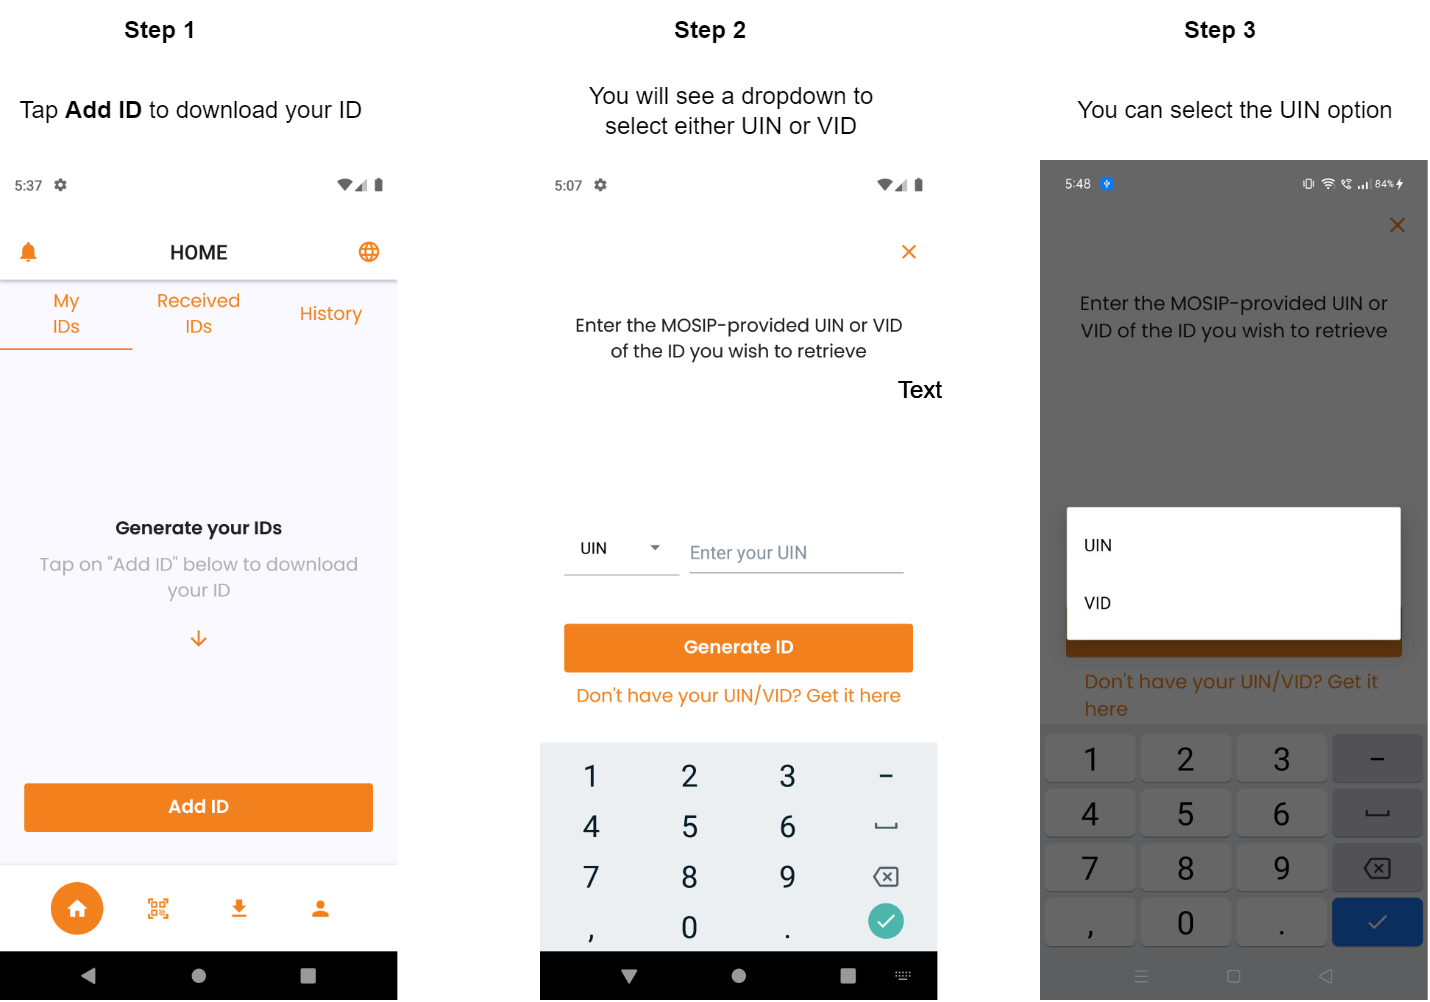 Step 1
Tap Add ID to download your ID
5:37
HOME
My
IDs
Received
IDs
History
Generate your IDs
Tap on "Add ID" below to download
your ID
Add ID
Step 2
You will see a dropdown to
select either UIN or VID
5:07
Enter the MOSIP-provided UIN or VID
of the ID you wish to retrieve
Text
UIN
Enter your UIN
Generate ID
Don't have your UIN/VID? Get it here
1 2 3 -
4 5 6
7 8 9
, 0 .
Step 3
You can select the UIN option
5:48
84%
Enter the MOSIP-provided UIN or
VID of the ID you wish to retrieve
UIN
VID
Don't have your UIN/VID? Get it
here
1 2 3 -
4 5 6
7 8 9
, 0 .